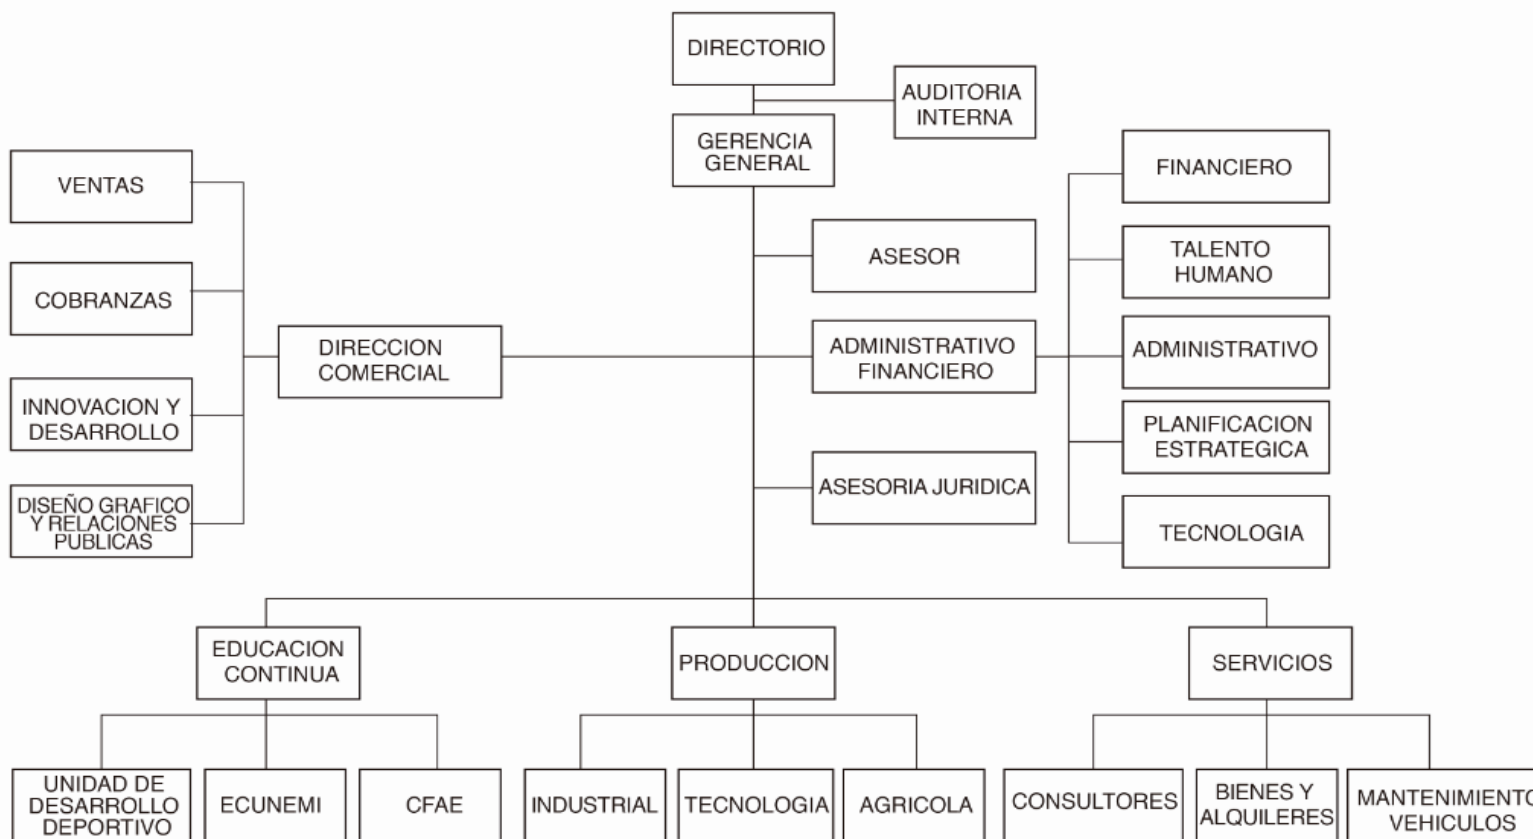 DIRECTORIO
AUDITORIA
INTERNA
GERENCIA
GENERAL
VENTAS
COBRANZAS
INNOVACION Y
DESARROLLO
DISEÑO GRAFICO
Y RELACIONES
PUBLICAS
DIRECCION
COMERCIAL
ASESOR
ADMINISTRATIVO
FINANCIERO
ASESORIA JURIDICA
FINANCIERO
TALENTO
HUMANO
ADMINISTRATIVO
PLANIFICACION
ESTRATEGICA
TECNOLOGIA
EDUCACION
CONTINUA
PRODUCCION
SERVICIOS
UNIDAD DE
DESARROLLO
DEPORTIVO
ECUNEMI
CFAE
INDUSTRIAL
TECNOLOGIA
AGRICOLA
CONSULTORES
BIENES Y
ALQUILERES
MANTENIMIENTO
VEHICULOS